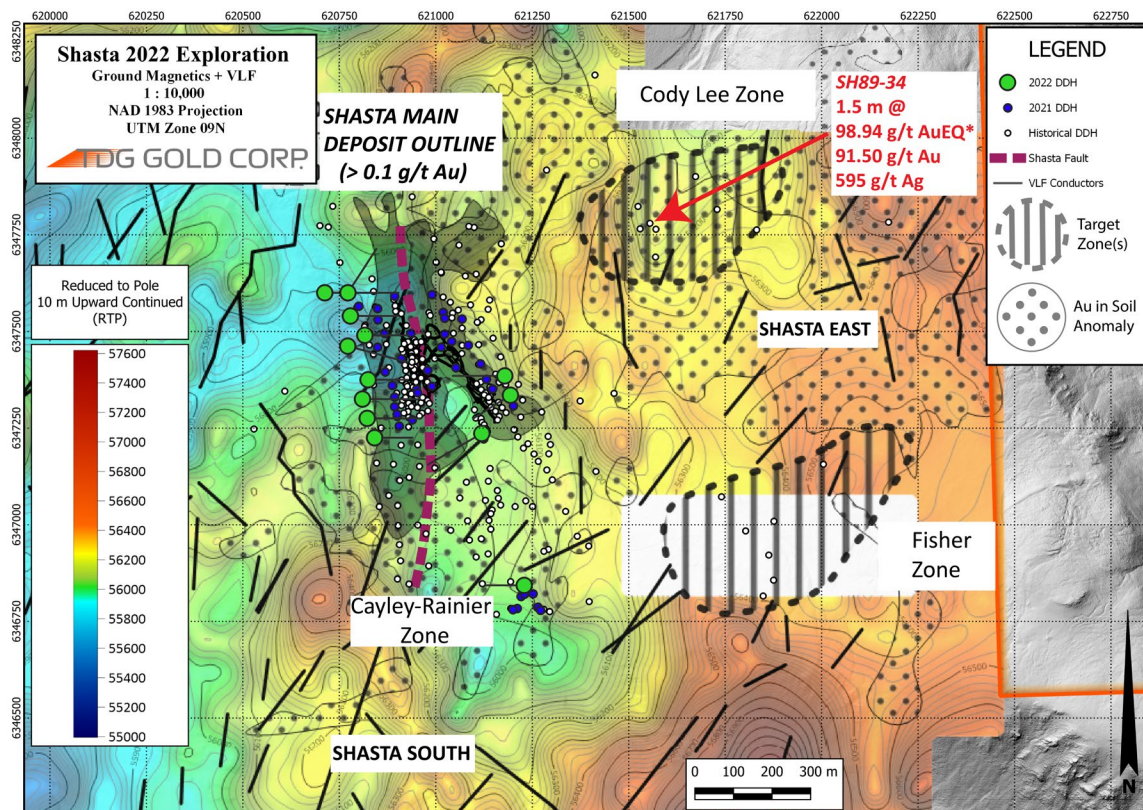 620000 620250 620500 620750 621000 621250 621500 621750 622000 622250 622500 622750
6348250
6348000
6347750
6347500
6347250
6347000
6346750
6346500
Shasta 2022 Exploration
Ground Magnetics + VLF
1 : 10,000
NAD 1983 Projection
UTM Zone 09N
TDG GOLD CORP.
SHASTA MAIN
DEPOSIT OUTLINE
(> 0.1 g/t Au)
Cody Lee Zone
SH89-34
1.5 m @
98.94 g/t AuEQ*
91.50 g/t Au
595 g/t Ag
LEGEND
2022 DDH
2021 DDH
Historical DDH
Shasta Fault
VLF Conductors
Target
Zone(s)
Au in Soil
Anomaly
Reduced to Pole
10 m Upward Continued
(RTP)
57600
57400
57200
57000
56800
56600
56400
56200
56000
55800
55600
55400
55200
55000
SHASTA EAST
Fisher
Zone
Cayley-Rainier
Zone
SHASTA SOUTH
0 100 200 300 m
N
56300
56400
56500
56500